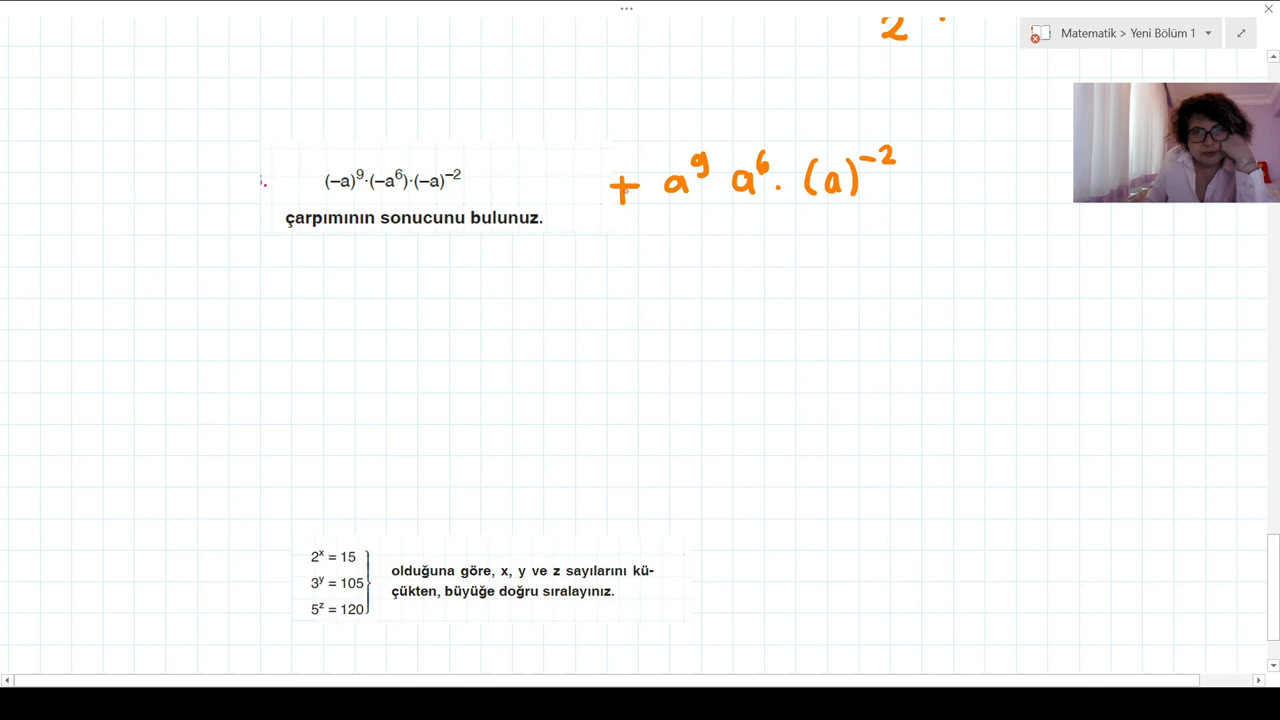 ...
2 .
Matematik > Yeni Bölüm 1
(–a)⁹·(–a⁶)·(–a)⁻²
+ a⁹ a⁶ . (a)⁻²
çarpımının sonucunu bulunuz.
2ˣ = 15
3ʸ = 105
5ᶻ = 120
olduğuna göre, x, y ve z sayılarını kü-
çükten, büyüğe doğru sıralayınız.